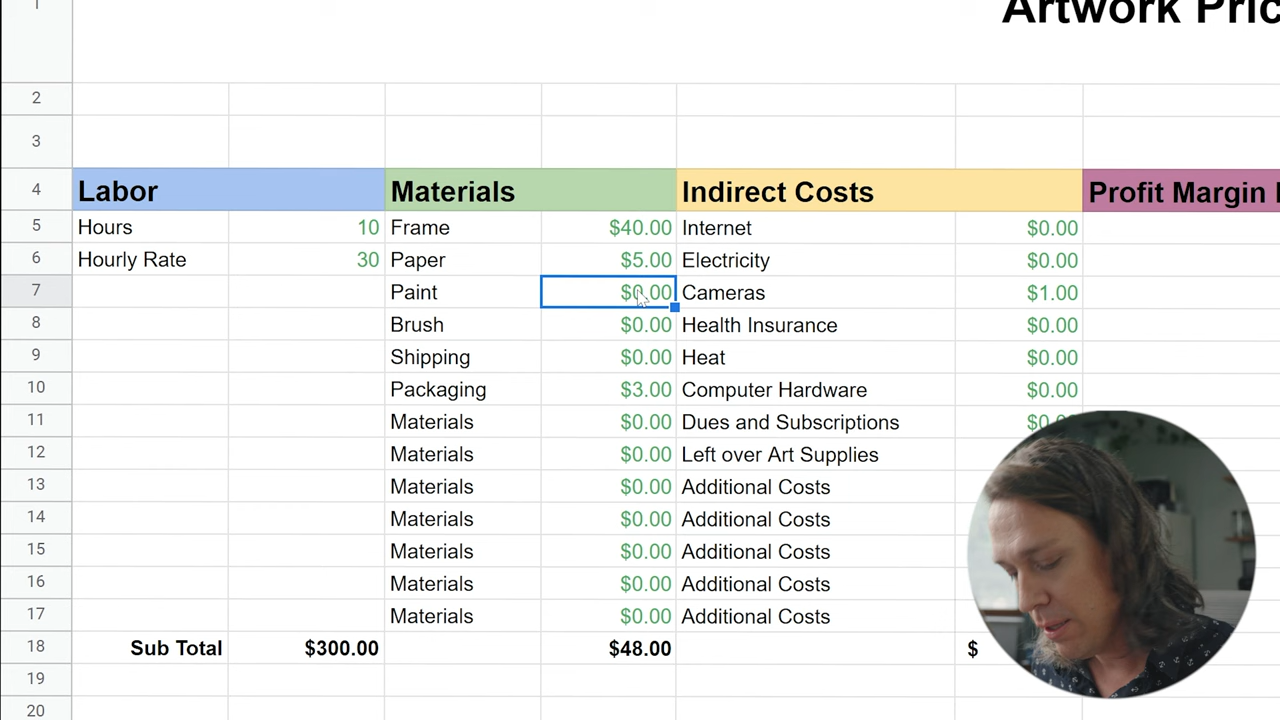 1 Artwork Pric
2
3
4 Labor Materials Indirect Costs Profit Margin
5 Hours 10 Frame $40.00 Internet $0.00
6 Hourly Rate 30 Paper $5.00 Electricity $0.00
7 Paint $0.00 Cameras $1.00
8 Brush $0.00 Health Insurance $0.00
9 Shipping $0.00 Heat $0.00
10 Packaging $3.00 Computer Hardware $0.00
11 Materials $0.00 Dues and Subscriptions
12 Materials $0.00 Left over Art Supplies
13 Materials $0.00 Additional Costs
14 Materials $0.00 Additional Costs
15 Materials $0.00 Additional Costs
16 Materials $0.00 Additional Costs
17 Materials $0.00 Additional Costs
18 Sub Total $300.00 $48.00 $
19
20